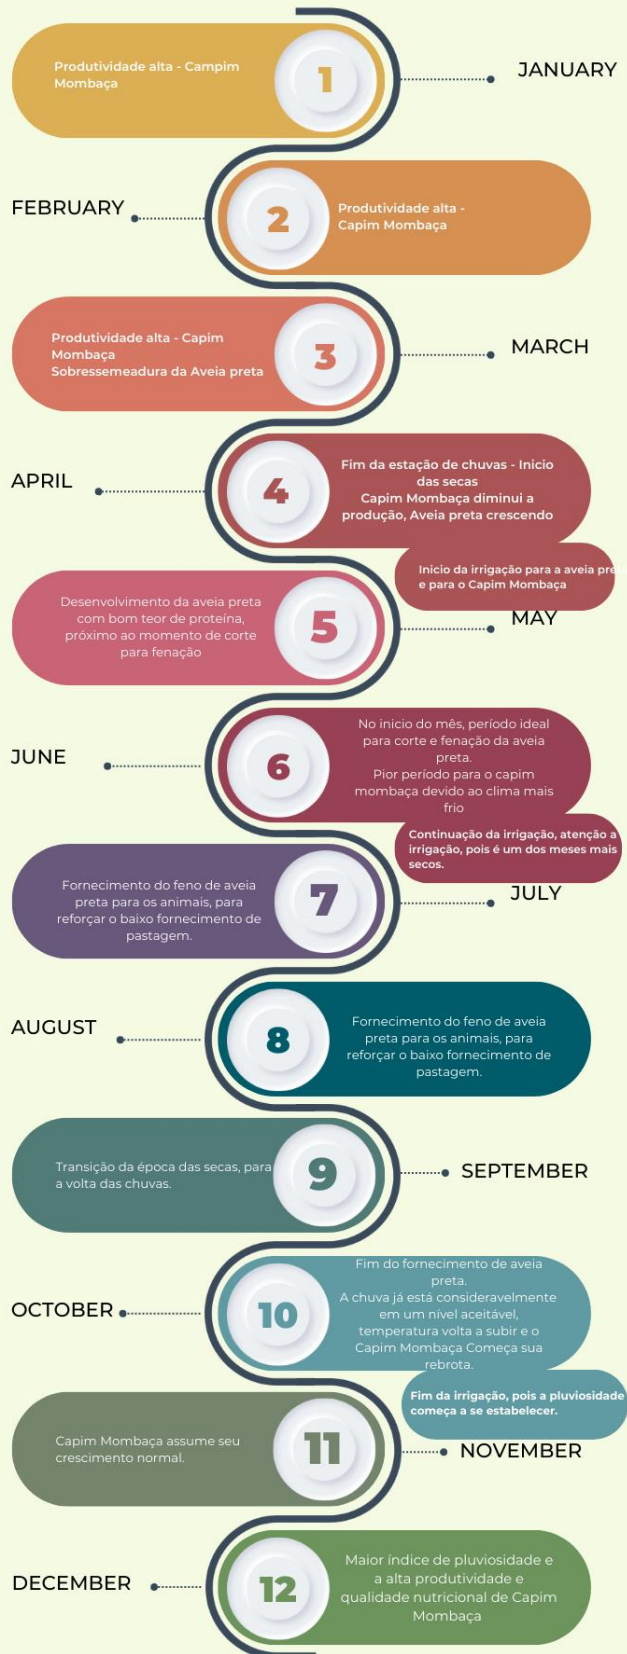 Produtividade alta - Campim
Mombaça
1
JANUARY
FEBRUARY
2
Produtividade alta -
Capim Mombaça
Produtividade alta - Capim
Mombaça
Sobressemeadura da Aveia preta
3
MARCH
APRIL
4
Fim da estação de chuvas - Inicio
das secas
Capim Mombaça diminui a
produção, Aveia preta crescendo
Inicio da irrigação para a aveia preta
e para o Capim Mombaça
Desenvolvimento da aveia preta
com bom teor de proteína,
próximo ao momento de corte
para fenação
5
MAY
JUNE
6
No inicio do mês, período ideal
para corte e fenação da aveia
preta.
Pior período para o capim
mombaça devido ao clima mais
frio
Continuação da irrigação, atenção a
irrigação, pois é um dos meses mais
secos.
Fornecimento do feno de aveia
preta para os animais, para
reforçar o baixo fornecimento de
pastagem.
7
JULY
AUGUST
8
Fornecimento do feno de aveia
preta para os animais, para
reforçar o baixo fornecimento de
pastagem.
Transição da época das secas, para
a volta das chuvas.
9
SEPTEMBER
OCTOBER
10
Fim do fornecimento de aveia
preta.
A chuva já está consideravelmente
em um nível aceitável,
temperatura volta a subir e o
Capim Mombaça Começa sua
rebrota.
Fim da irrigação, pois a pluviosidade
começa a se estabelecer.
Capim Mombaça assume seu
crescimento normal.
11
NOVEMBER
DECEMBER
12
Maior índice de pluviosidade e
a alta produtividade e
qualidade nutricional de Capim
Mombaça